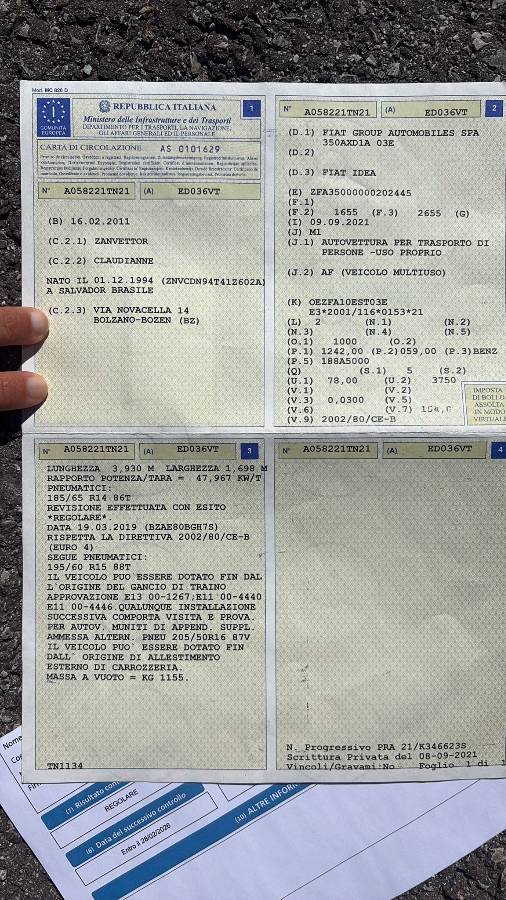 Mod. MC 820 D
COMUNITÀ
EUROPEA
REPUBBLICA ITALIANA
1
Ministero delle Infrastrutture e dei Trasporti
DIPARTIMENTO PER I TRASPORTI, LA NAVIGAZIONE,
GLI AFFARI GENERALI ED IL PERSONALE
CARTA DI CIRCOLAZIONE AS 0101629
N° A058221TN21 (A) ED036VT
(B) 16.02.2011
(C.2.1) ZANVETTOR
(C.2.2) CLAUDIANNE
NATO IL 01.12.1994 (ZNVCDN94T41Z602A)
A SALVADOR BRASILE
(C.2.3) VIA NOVACELLA 14
BOLZANO-BOZEN (BZ)
N° A058221TN21 (A) ED036VT 2
(D.1) FIAT GROUP AUTOMOBILES SPA
350AXD1A 03E
(D.2)
(D.3) FIAT IDEA
(E) ZFA35000000202445
(F.1)
(F.2) 1655 (F.3) 2655 (G)
(I) 09.09.2021
(J) M1
(J.1) AUTOVETTURA PER TRASPORTO DI
PERSONE -USO PROPRIO
(J.2) AF (VEICOLO MULTIUSO)
(K) OEZFA10EST03E
E3*2001/116*0153*21
(L) 2 (N.1) (N.2)
(N.3) (N.4) (N.5)
(O.1) 1000 (O.2)
(P.1) 1242,00 (P.2)059,00 (P.3)BENZ
(P.5) 188A5000
(Q) (S.1) 5 (S.2)
(U.1) 78,00 (U.2) 3750
(V.1) (V.2)
(V.3) 0,0300 (V.5)
(V.6) (V.7)
(V.9) 2002/80/CE-B
IMPOSTA
DI BOLLO
ASSOLTA
IN MODO
VIRTUALE
N° A058221TN21 (A) ED036VT 3
LUNGHEZZA 3,930 M LARGHEZZA 1,698 M
RAPPORTO POTENZA/TARA = 47,967 KW/T
PNEUMATICI:
185/65 R14 86T
REVISIONE EFFETTUATA CON ESITO
*REGOLARE*.
DATA 19.03.2019 (BZAE80BGH7S)
RISPETTA LA DIRETTIVA 2002/80/CE-B
(EURO 4)
SEGUE PNEUMATICI:
195/60 R15 88T
IL VEICOLO PUO`ESSERE DOTATO FIN DAL
L`ORIGINE DEL GANCIO DI TRAINO
APPROVAZIONE E13 00-1267;E11 00-4440
E11 00-4446.QUALUNQUE INSTALLAZIONE
SUCCESSIVA COMPORTA VISITA E PROVA.
PER AUTOV. MUNITI DI APPEND. SUPPL.
AMMESSA ALTERN. PNEU 205/50R16 87V
IL VEICOLO PUO` ESSERE DOTATO FIN
DALL` ORIGINE DI ALLESTIMENTO
ESTERNO DI CARROZZERIA.
MASSA A VUOTO = KG 1155.
TN1134
N° A058221TN21 (A) ED036VT 4
N. Progressivo PRA 21/K346623S
Scrittura Privata del 08-09-2021
Vincoli/Gravami:No Foglio 1 di 1
Nome
(7) Risultato
REGOLARE
(8) Data del successivo controllo
Entro il 28/02/2026
(10) ALTRE